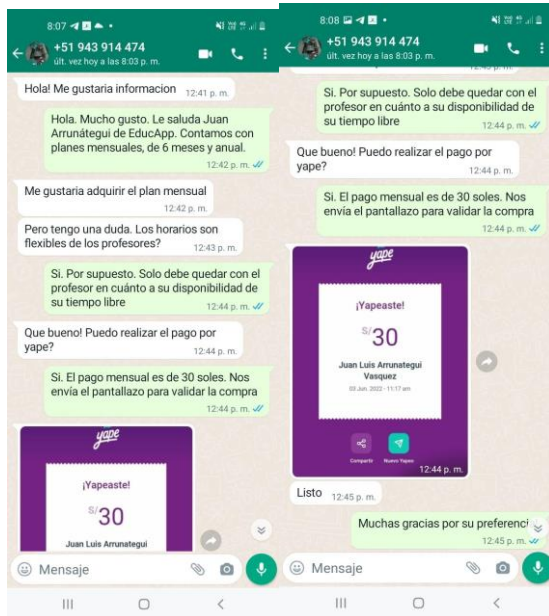 8:07
+51 943 914 474
últ. vez hoy a las 8:03 p. m.
Hola! Me gustaria informacion
12:41 p. m.
Hola. Mucho gusto. Le saluda Juan
Arrunátegui de EducApp. Contamos con
planes mensuales, de 6 meses y anual.
12:42 p. m.
Me gustaria adquirir el plan mensual
12:42 p. m.
Pero tengo una duda. Los horarios son
flexibles de los profesores?
12:43 p. m.
Si. Por supuesto. Solo debe quedar con el
profesor en cuánto a su disponibilidad de
su tiempo libre
12:44 p. m.
Que bueno! Puedo realizar el pago por
yape?
12:44 p. m.
Si. El pago mensual es de 30 soles. Nos
envía el pantallazo para validar la compra
12:44 p. m.
yape
¡Yapeaste!
S/30
Juan Luis Arrunategui
Mensaje
8:08
+51 943 914 474
últ. vez hoy a las 8:03 p. m.
Si. Por supuesto. Solo debe quedar con el
profesor en cuánto a su disponibilidad de
su tiempo libre
12:44 p. m.
Que bueno! Puedo realizar el pago por
yape?
12:44 p. m.
Si. El pago mensual es de 30 soles. Nos
envía el pantallazo para validar la compra
12:44 p. m.
yape
¡Yapeaste!
S/30
Juan Luis Arrunategui
Vasquez
03 Jun. 2022 - 11:17 am
Compartir
Nuevo Yapeo
12:44 p. m.
Listo
12:45 p. m.
Muchas gracias por su preferenci
12:45 p. m.
Mensaje